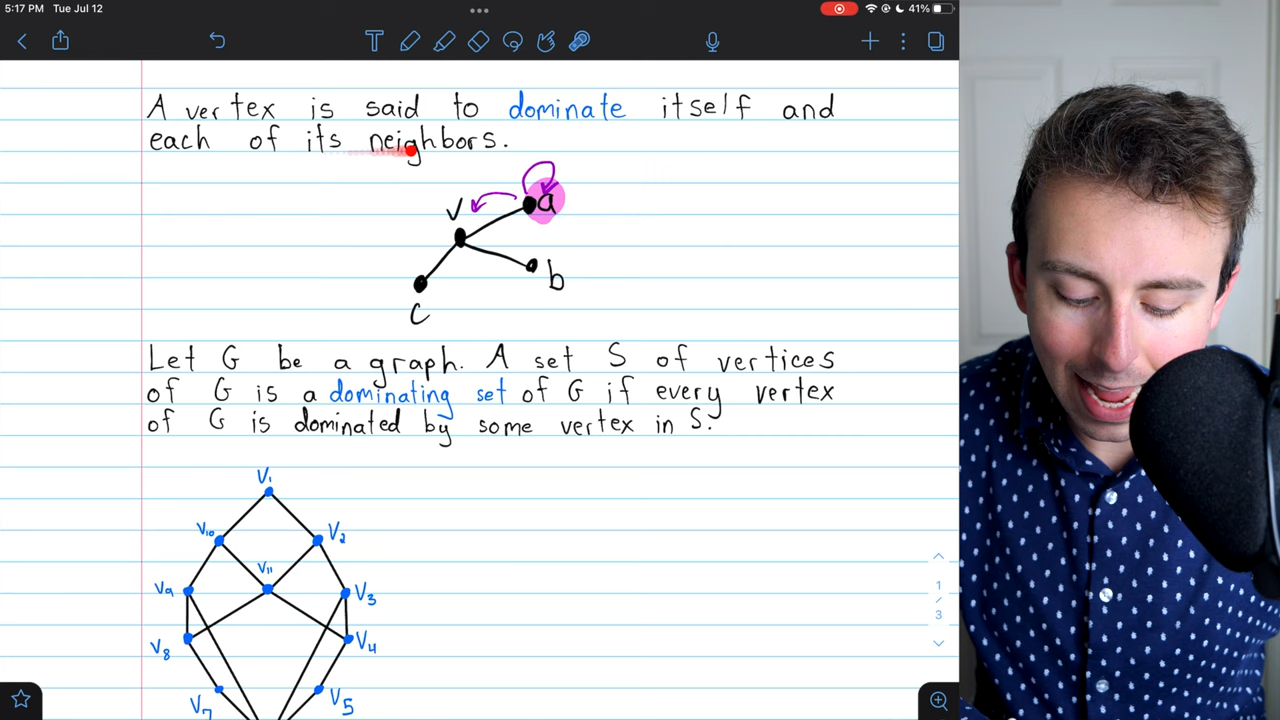 5:17 PM Tue Jul 12
41%
A vertex is said to dominate itself and
each of its neighbors.
a
v
b
c
Let G be a graph. A set S of vertices
of G is a dominating set of G if every vertex
of G is dominated by some vertex in S.
V1
V10
V2
V11
V9
V3
V8
V4
V7
V5
1
3